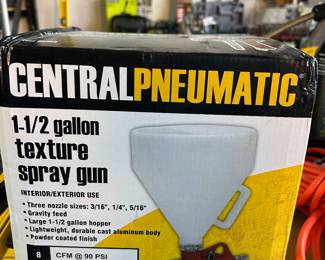 CENTRALPNEUMATIC®
1-1/2 gallon
texture
spray gun
INTERIOR/EXTERIOR USE
• Three nozzle sizes: 3/16", 1/4", 5/16"
• Gravity feed
• Large 1-1/2 gallon hopper
• Lightweight, durable cast aluminum body
• Powder coated finish
8 CFM @ 90 PSI